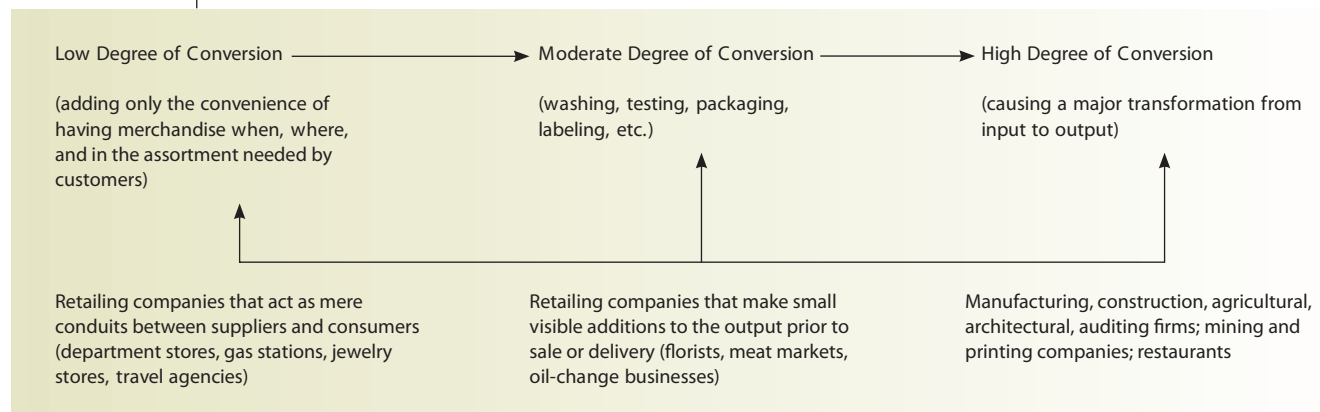 Low Degree of Conversion
Moderate Degree of Conversion
High Degree of Conversion
(adding only the convenience of
having merchandise when, where,
and in the assortment needed by
customers)
(washing, testing, packaging,
labeling, etc.)
(causing a major transformation from
input to output)
Retailing companies that act as mere
conduits between suppliers and consumers
(department stores, gas stations, jewelry
stores, travel agencies)
Retailing companies that make small
visible additions to the output prior to
sale or delivery (florists, meat markets,
oil-change businesses)
Manufacturing, construction, agricultural,
architectural, auditing firms; mining and
printing companies; restaurants